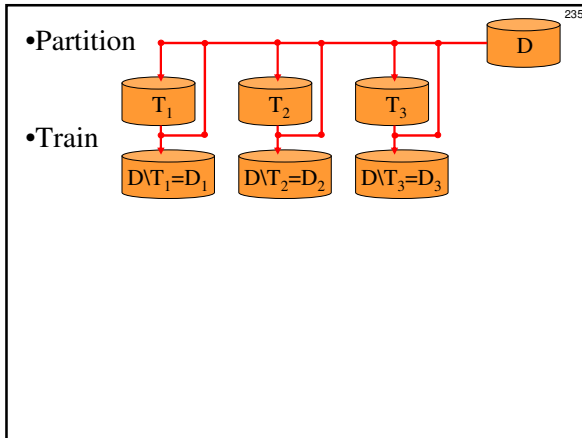 235
•Partition
D
T₁ T₂ T₃
•Train
D\T₁=D₁ D\T₂=D₂ D\T₃=D₃